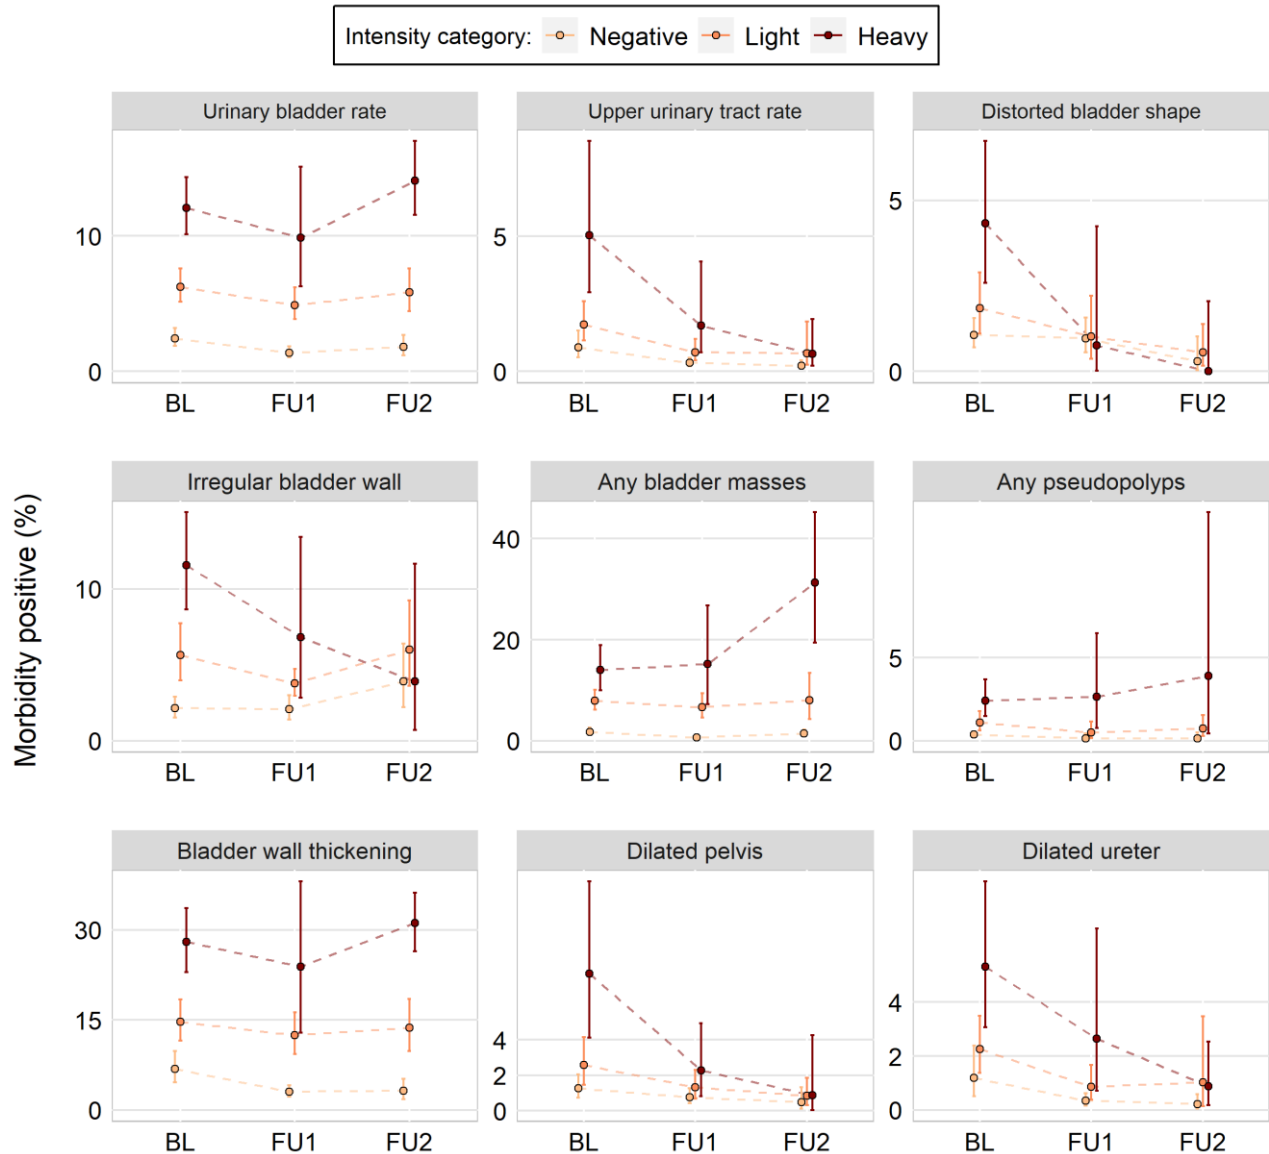 Intensity category: Negative Light Heavy
Urinary bladder rate Upper urinary tract rate Distorted bladder shape
10
0
5
0
5
0
BL FU1 FU2 BL FU1 FU2 BL FU1 FU2
Morbidity positive (%)
Irregular bladder wall Any bladder masses Any pseudopolyps
10
0
40
20
0
5
0
BL FU1 FU2 BL FU1 FU2 BL FU1 FU2
Bladder wall thickening Dilated pelvis Dilated ureter
30
15
0
4
2
0
4
2
0
BL FU1 FU2 BL FU1 FU2 BL FU1 FU2